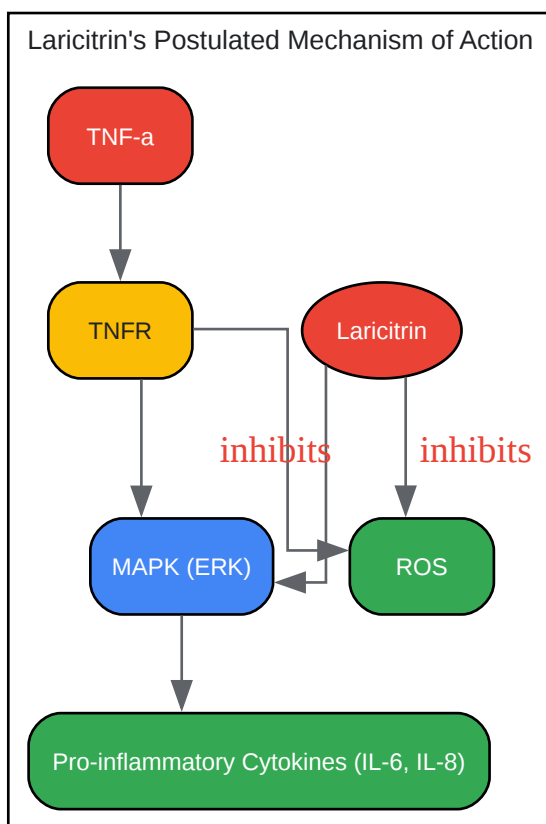 Laricitrin's Postulated Mechanism of Action
TNF-a
TNFR
Laricitrin
inhibits
inhibits
MAPK (ERK)
ROS
Pro-inflammatory Cytokines (IL-6, IL-8)